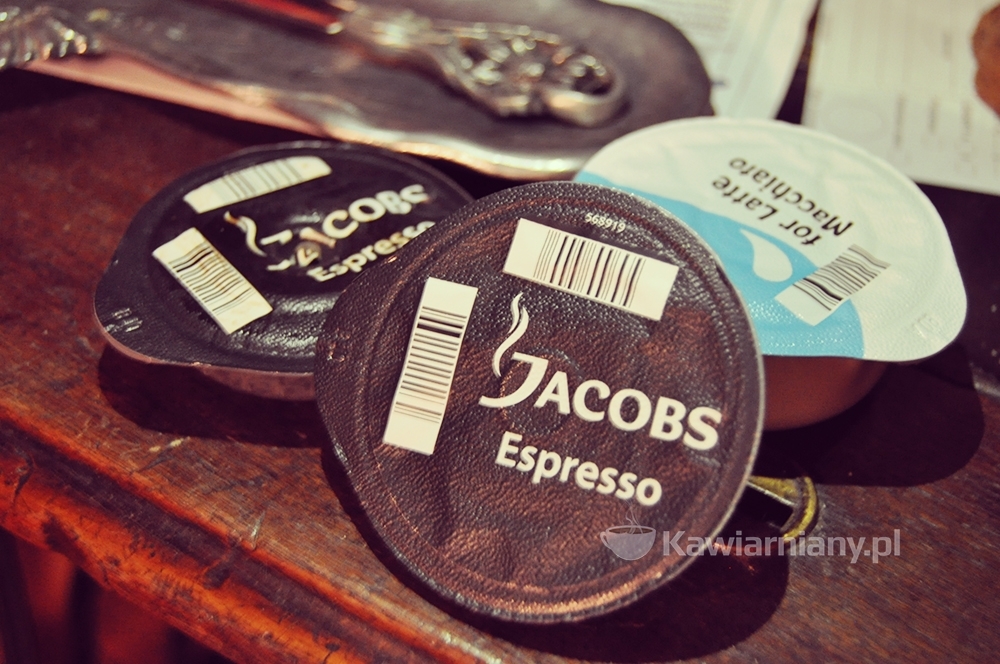 JACOBS
Espresso
568919
JACOBS
Espresso
for Latte
Macchiato
Kawiarniany.pl